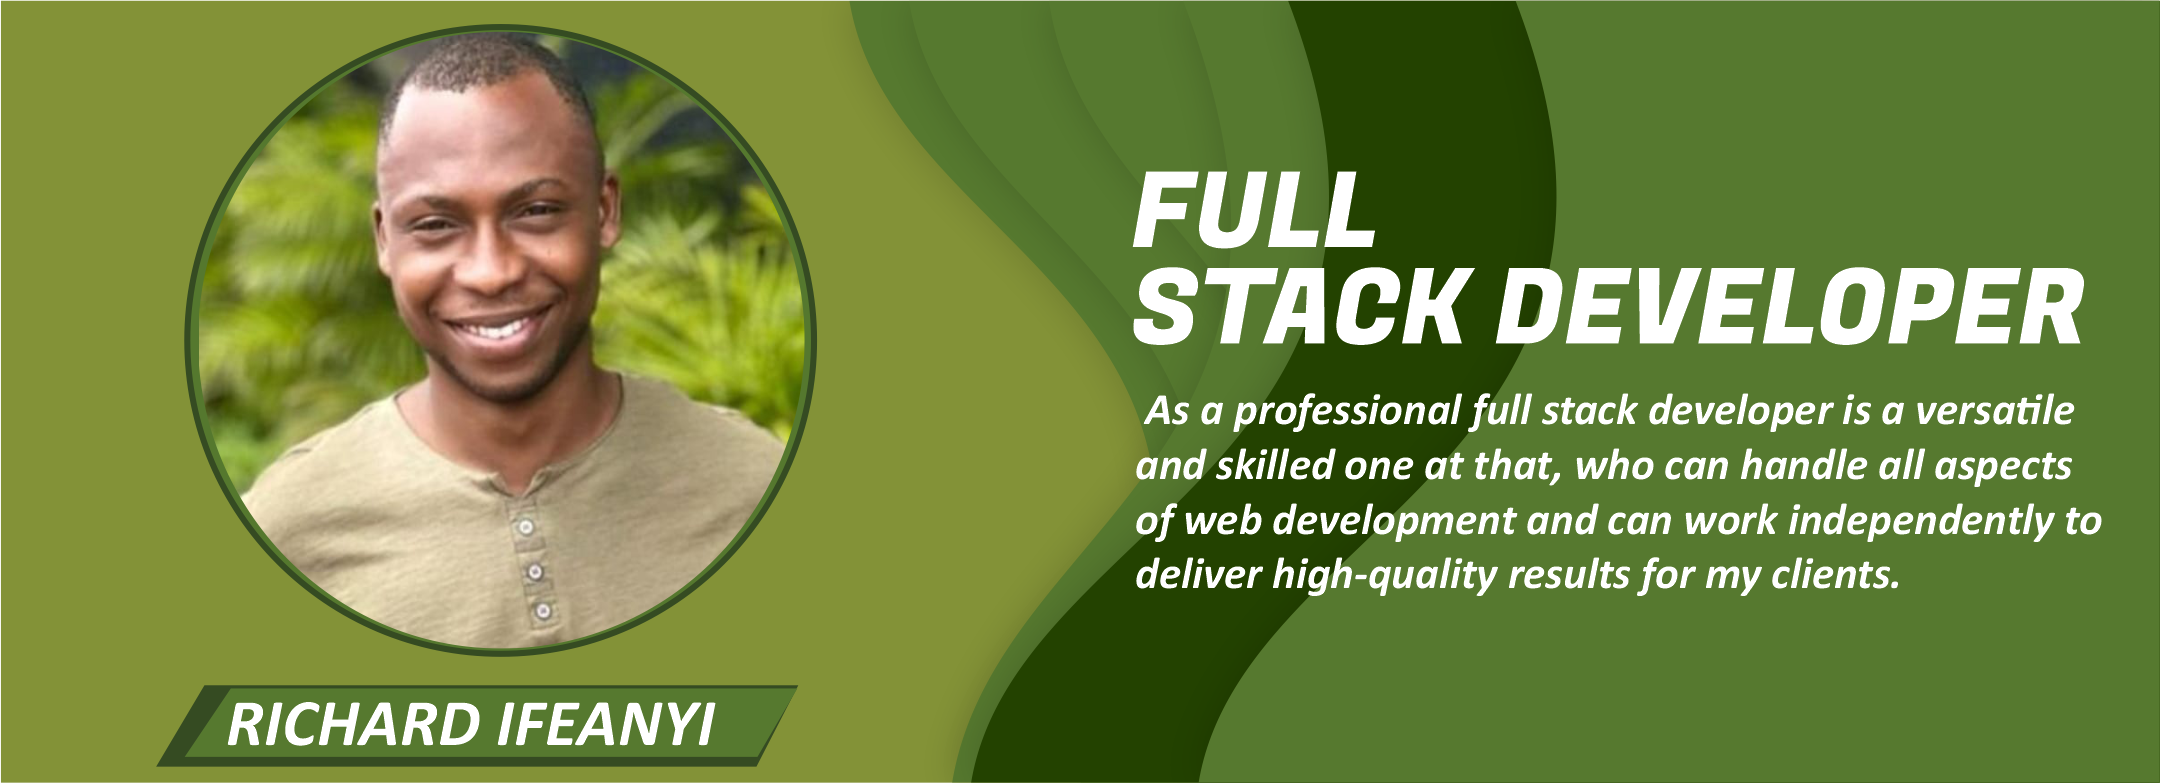 FULL
STACK DEVELOPER
As a professional full stack developer is a versatile
and skilled one at that, who can handle all aspects
of web development and can work independently to
deliver high-quality results for my clients.
RICHARD IFEANYI